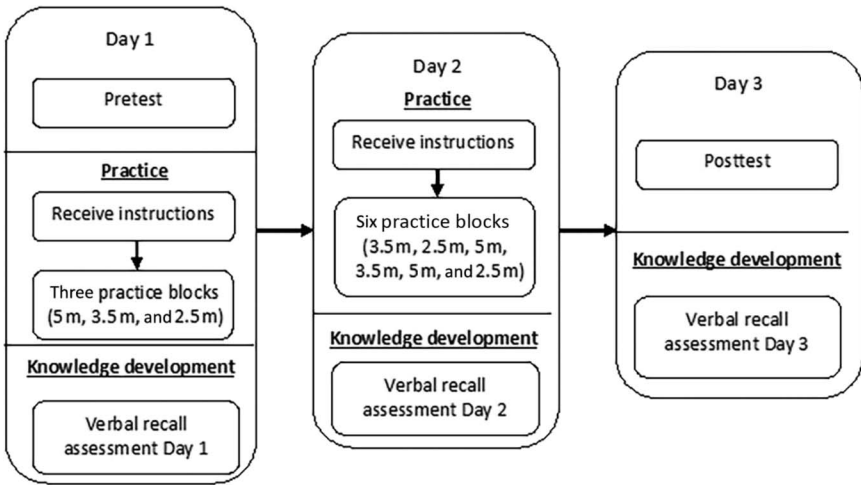 Day 1
Pretest
Practice
Receive instructions
Three practice blocks
(5 m, 3.5 m, and 2.5 m)
Knowledge development
Verbal recall
assessment Day 1
Day 2
Practice
Receive instructions
Six practice blocks
(3.5 m, 2.5 m, 5 m,
3.5 m, 5 m, and 2.5 m)
Knowledge development
Verbal recall
assessment Day 2
Day 3
Posttest
Knowledge development
Verbal recall
assessment Day 3